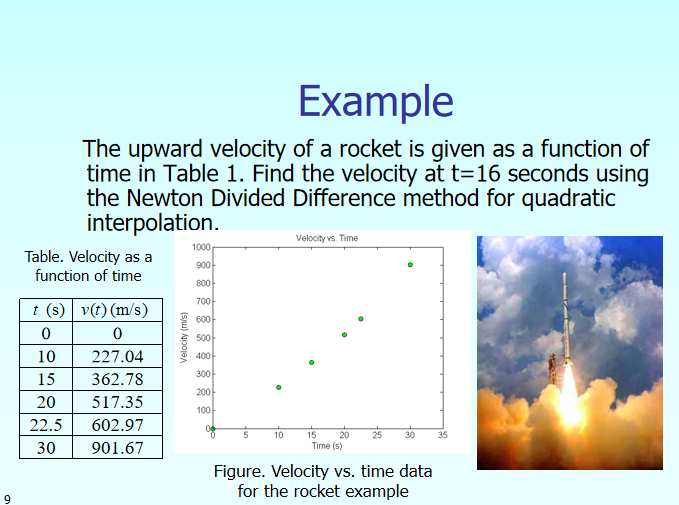 Example
The upward velocity of a rocket is given as a function of
time in Table 1. Find the velocity at t=16 seconds using
the Newton Divided Difference method for quadratic
interpolation.
Table. Velocity as a
function of time
t (s) v(t) (m/s)
0 0
10 227.04
15 362.78
20 517.35
22.5 602.97
30 901.67
Velocity vs. Time
1000
900
800
700
600
500
400
300
200
100
0
Velocity (m/s)
0 5 10 15 20 25 30 35
Time (s)
Figure. Velocity vs. time data
for the rocket example
9